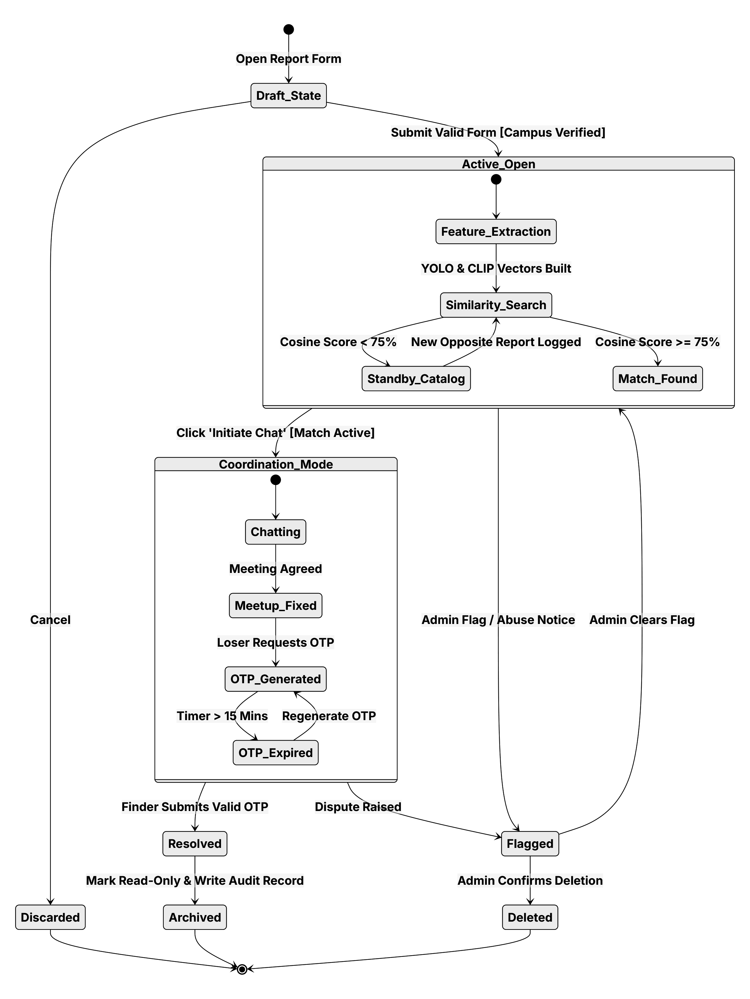 Open Report Form
Draft_State
Submit Valid Form [Campus Verified]
Active_Open
Feature_Extraction
YOLO & CLIP Vectors Built
Similarity_Search
Cosine Score < 75%
New Opposite Report Logged
Cosine Score >= 75%
Standby_Catalog
Match_Found
Click 'Initiate Chat' [Match Active]
Coordination_Mode
Chatting
Meeting Agreed
Meetup_Fixed
Cancel
Admin Flag / Abuse Notice
Admin Clears Flag
Loser Requests OTP
OTP_Generated
Timer > 15 Mins
Regenerate OTP
OTP_Expired
Finder Submits Valid OTP
Dispute Raised
Resolved
Flagged
Mark Read-Only & Write Audit Record
Admin Confirms Deletion
Discarded
Archived
Deleted